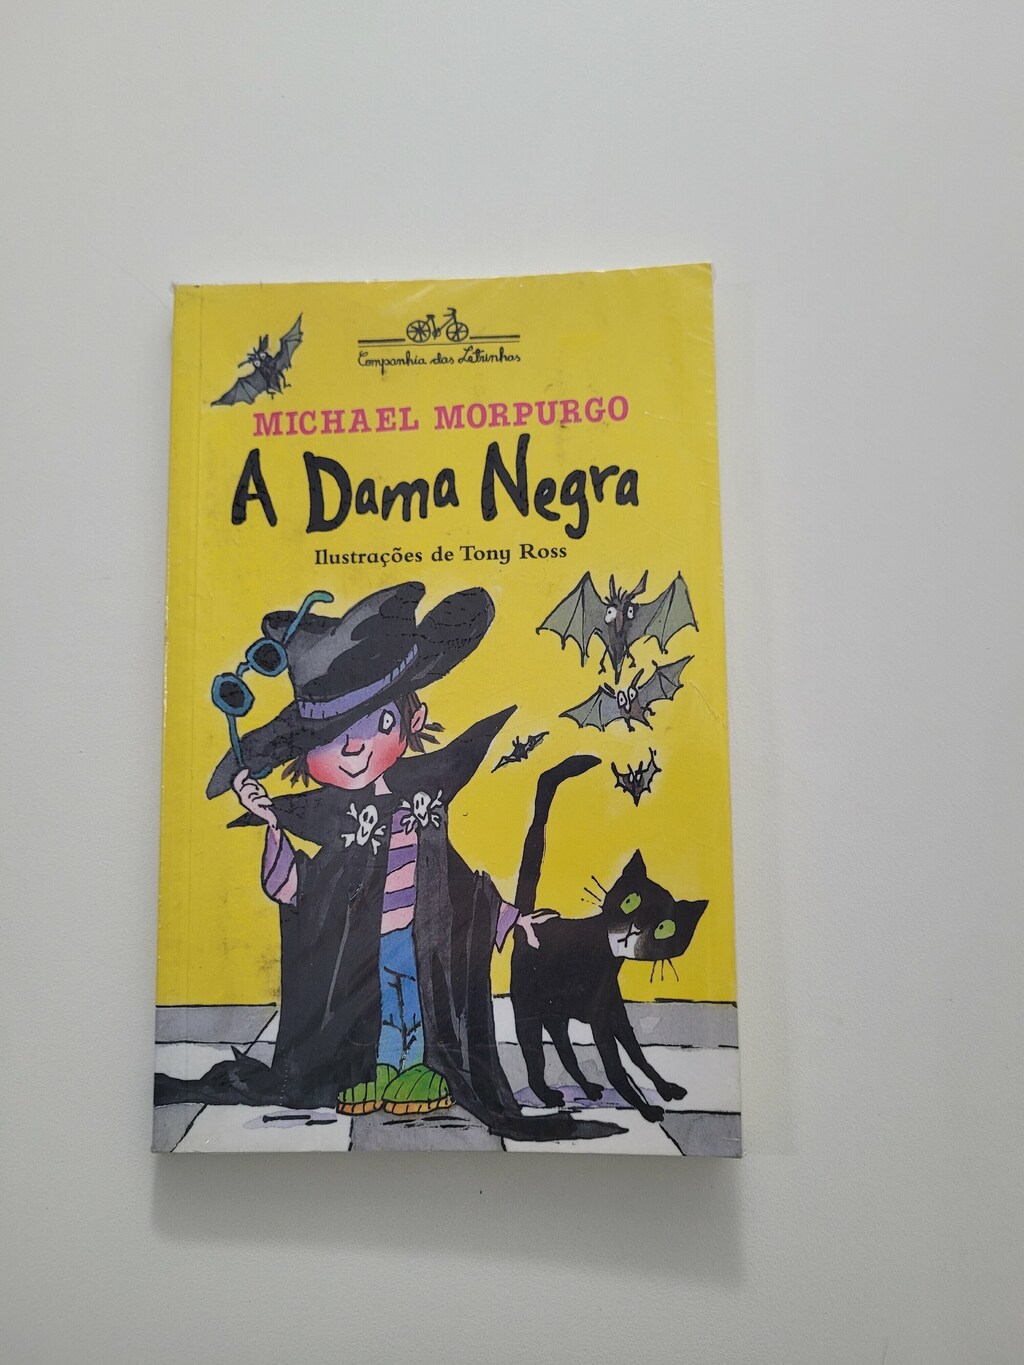 Companhia das Letrinhas
MICHAEL MORPURGO
A Dama Negra
Ilustrações de Tony Ross